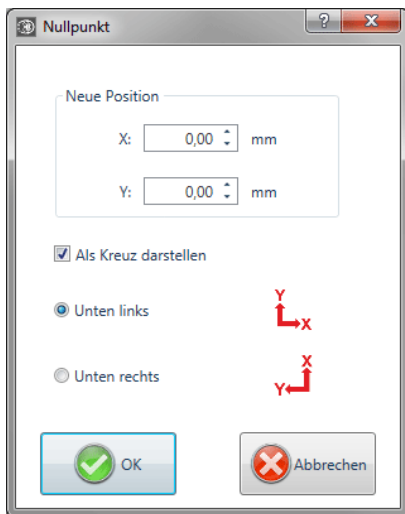 Nullpunkt
?
Neue Position
X: 0,00 mm
Y: 0,00 mm
Als Kreuz darstellen
Unten links
Y
X
Unten rechts
X
Y
OK Abbrechen